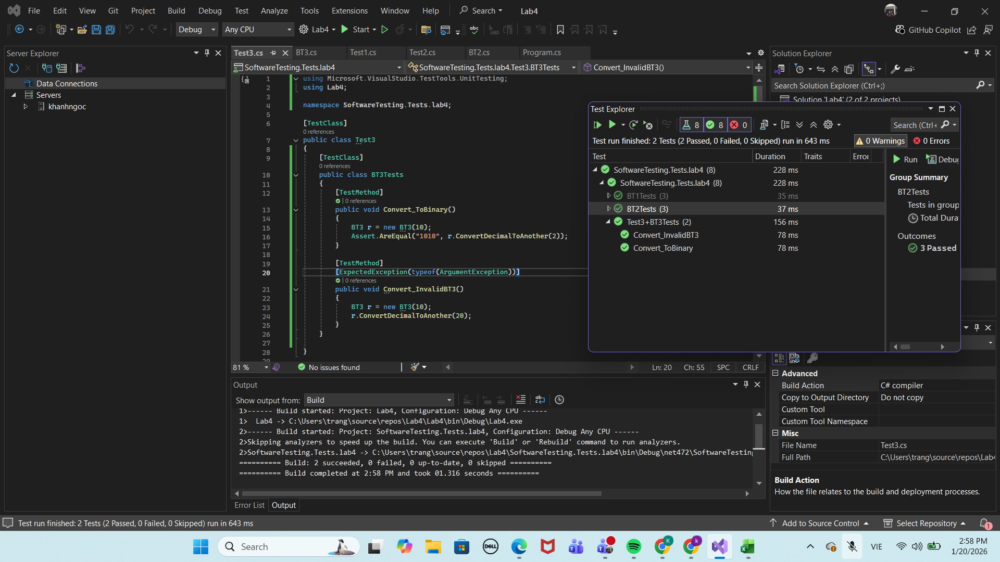 File Edit View Git Project Build Debug Test Analyze Tools Extensions Window Help Search Lab4
Debug Any CPU Lab4 Start GitHub Copilot
Server Explorer
Data Connections
Servers
khanhngoc
Test3.cs BT3.cs Test1.cs Test2.cs BT2.cs Program.cs
SoftwareTesting.Tests.lab4 SoftwareTesting.Tests.lab4.Test3.BT3Tests Convert_InvalidBT3()
1 using Microsoft.VisualStudio.TestTools.UnitTesting;
2 using Lab4;
3
4 namespace SoftwareTesting.Tests.lab4;
5
6 [TestClass]
0 references
7 public class Test3
8 {
9 [TestClass]
0 references
10 public class BT3Tests
11 {
12 [TestMethod]
| 0 references
13 public void Convert_ToBinary()
14 {
15 BT3 r = new BT3(10);
16 Assert.AreEqual("1010", r.ConvertDecimalToAnother(2));
17 }
18
19 [TestMethod]
20 [ExpectedException(typeof(ArgumentException))]
| 0 references
21 public void Convert_InvalidBT3()
22 {
23 BT3 r = new BT3(10);
24 r.ConvertDecimalToAnother(20);
25 }
26 }
27
28 }
29
81 % No issues found Ln: 20 Ch: 55 SPC CRLF
Output
Show output from: Build
1>------ Build started: Project: Lab4, Configuration: Debug Any CPU ------
1> Lab4 -> C:\Users\trang\source\repos\Lab4\Lab4\bin\Debug\Lab4.exe
2>------ Build started: Project: SoftwareTesting.Tests.lab4, Configuration: Debug Any CPU ------
2>Skipping analyzers to speed up the build. You can execute 'Build' or 'Rebuild' command to run analyzers.
2>SoftwareTesting.Tests.lab4 -> C:\Users\trang\source\repos\Lab4\SoftwareTesting.Tests.lab4\bin\Debug\net472\SoftwareTesting
========== Build: 2 succeeded, 0 failed, 0 up-to-date, 0 skipped ==========
========== Build completed at 2:58 PM and took 01.316 seconds ==========
Error List Output
Test Explorer
8 8 0 Search (Ctrl+
Test run finished: 2 Tests (2 Passed, 0 Failed, 0 Skipped) run in 643 ms 0 Warnings 0 Errors
Test Duration Traits Error
SoftwareTesting.Tests.lab4 (8) 228 ms
SoftwareTesting.Tests.lab4 (8) 228 ms
BT1Tests (3) 35 ms
BT2Tests (3) 37 ms
Test3+BT3Tests (2) 156 ms
Convert_InvalidBT3 78 ms
Convert_ToBinary 78 ms
Run Debug
Group Summary
BT2Tests
Tests in group
Total Dura
Outcomes
3 Passed
Solution Explorer
Search Solution Explorer (Ctrl+;)
Solution 'Lab4' (2 of 2 projects)
Advanced
Build Action C# compiler
Copy to Output Directory Do not copy
Custom Tool
Custom Tool Namespace
Misc
File Name Test3.cs
Full Path C:\Users\trang\source\repos\Lab4
Build Action
How the file relates to the build and deployment processes.
Test run finished: 2 Tests (2 Passed, 0 Failed, 0 Skipped) run in 643 ms Add to Source Control Select Repository 1
Search DELL K k VIE 2:58 PM
1/20/2026